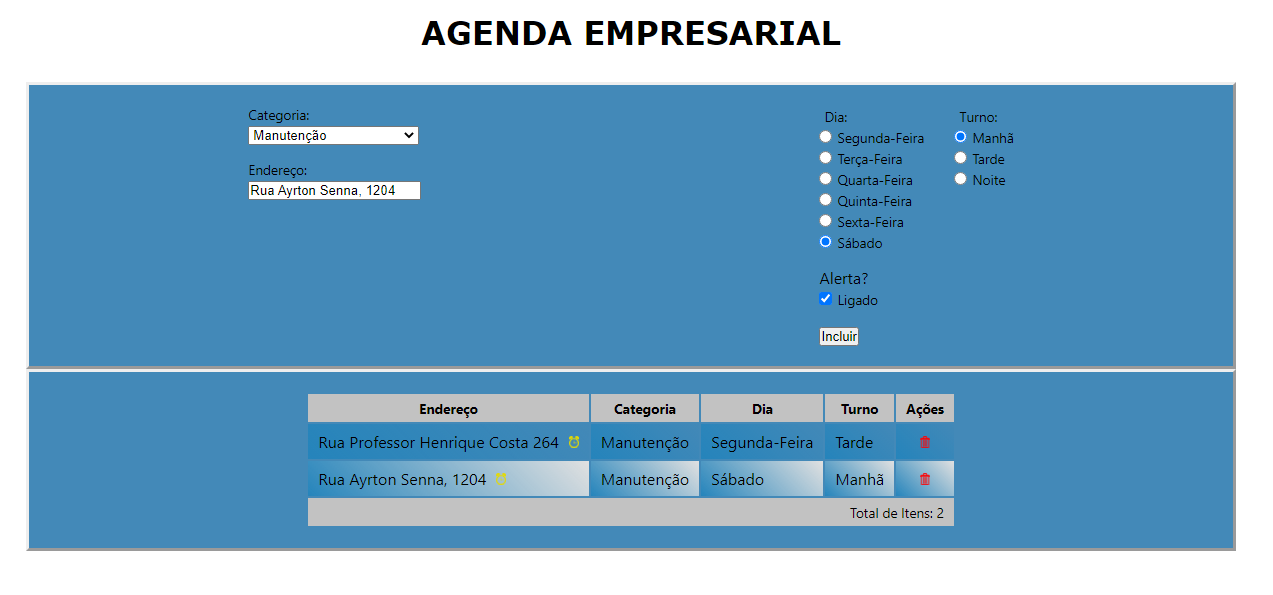 AGENDA EMPRESARIAL
Categoria:
Manutenção
Endereço:
Rua Ayrton Senna, 1204
Dia:
Segunda-Feira
Terça-Feira
Quarta-Feira
Quinta-Feira
Sexta-Feira
Sábado
Turno:
Manhã
Tarde
Noite
Alerta?
Ligado
Incluir
Endereço Categoria Dia Turno Ações
Rua Professor Henrique Costa 264 Manutenção Segunda-Feira Tarde
Rua Ayrton Senna, 1204 Manutenção Sábado Manhã
Total de Itens: 2